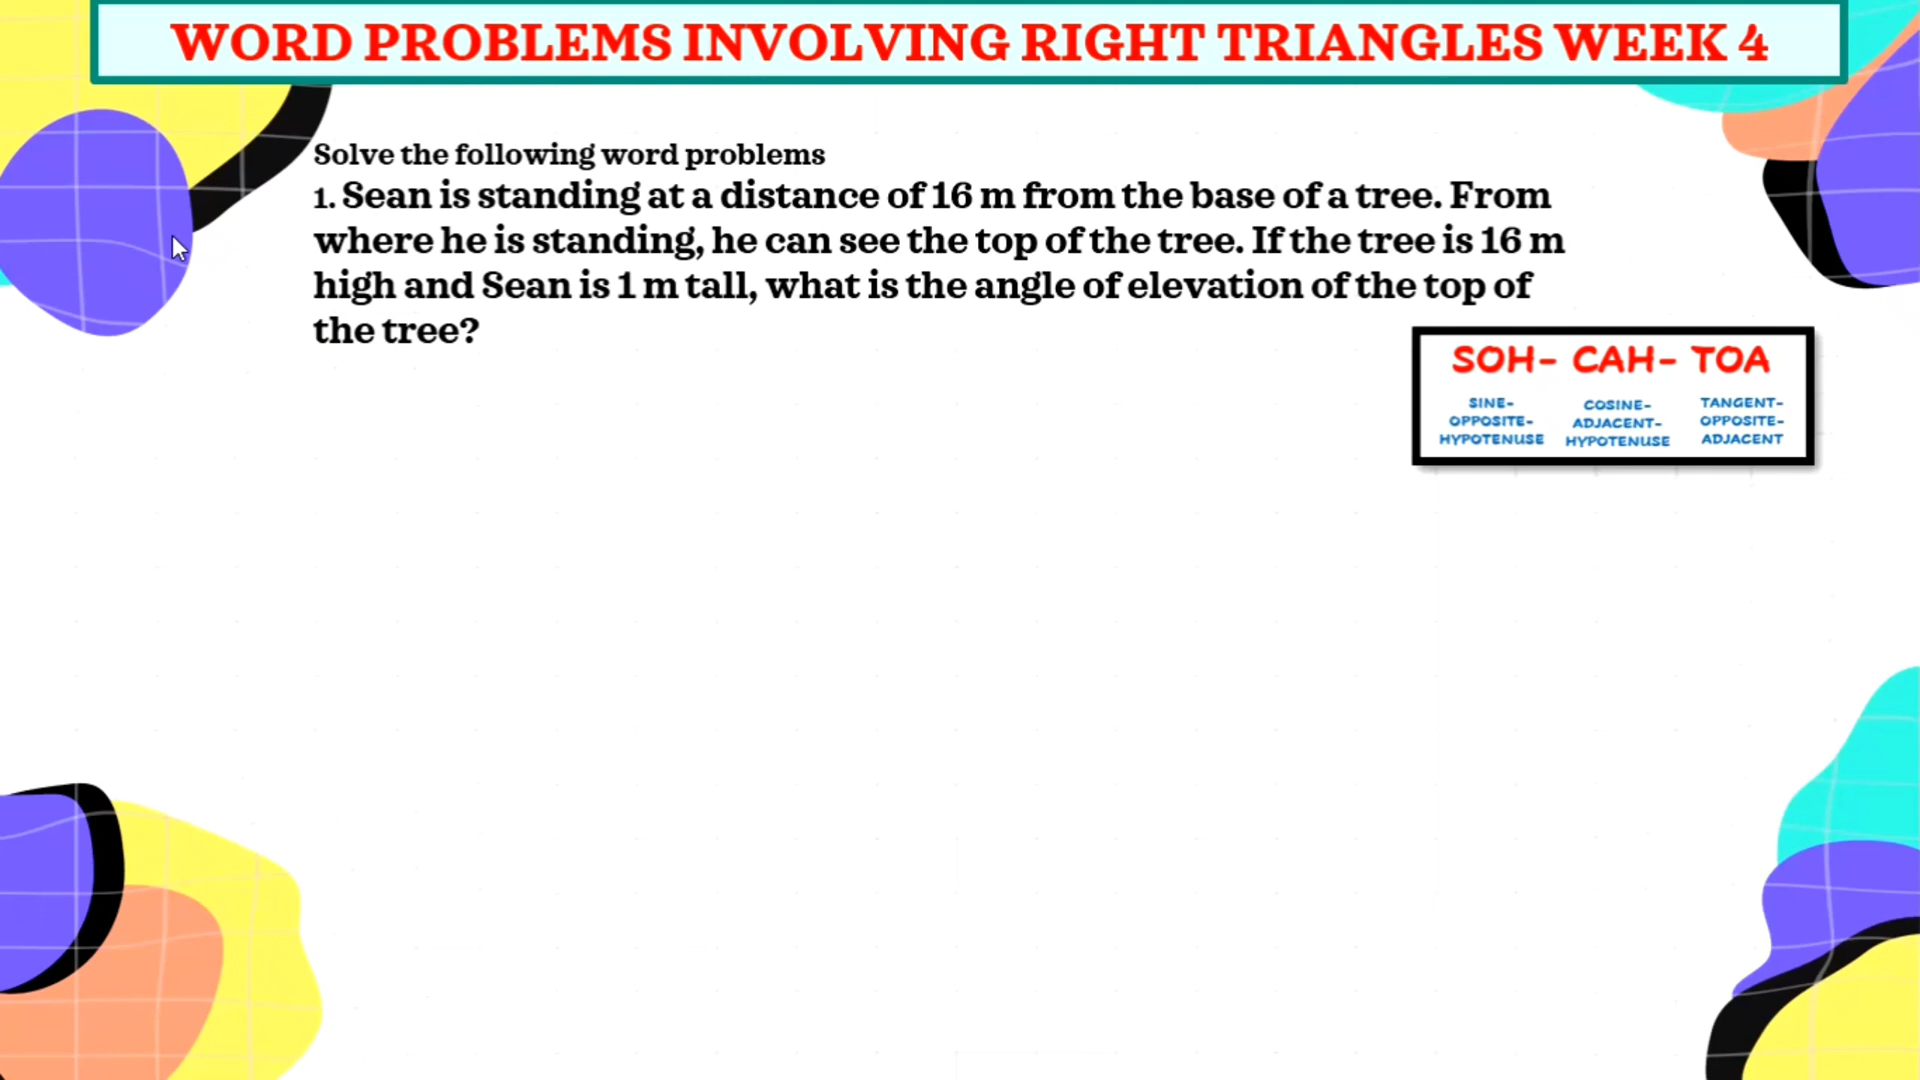 WORD PROBLEMS INVOLVING RIGHT TRIANGLES WEEK 4
Solve the following word problems
1. Sean is standing at a distance of 16 m from the base of a tree. From
where he is standing, he can see the top of the tree. If the tree is 16 m
high and Sean is 1 m tall, what is the angle of elevation of the top of
the tree?
SOH- CAH- TOA
SINE-
OPPOSITE-
HYPOTENUSE
COSINE-
ADJACENT-
HYPOTENUSE
TANGENT-
OPPOSITE-
ADJACENT